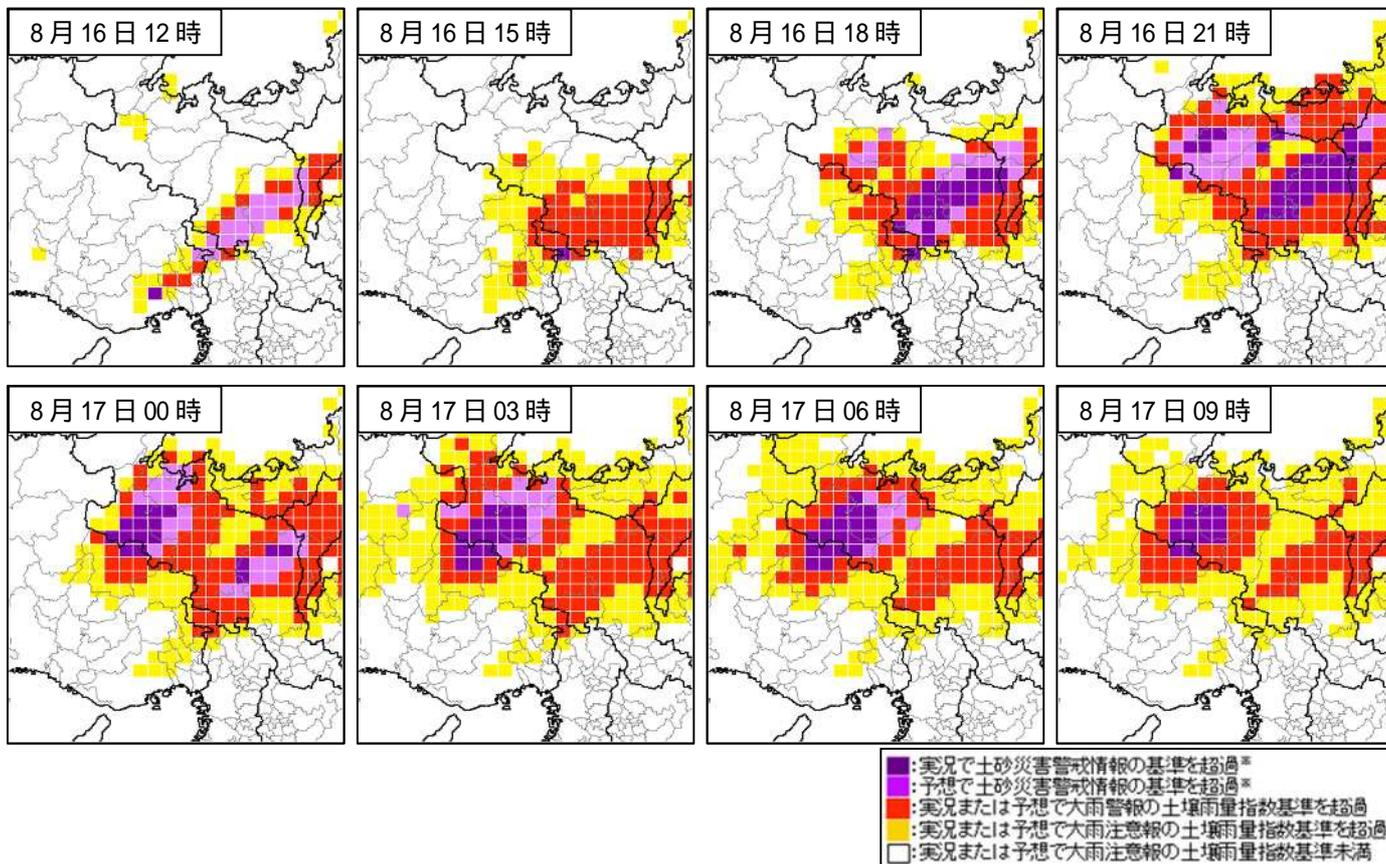 8月16日12時
8月16日15時
8月16日18時
8月16日21時
8月17日00時
8月17日03時
8月17日06時
8月17日09時
:実況で土砂災害警戒情報の基準を超過※
:予想で土砂災害警戒情報の基準を超過※
:実況または予想で大雨警報の土壌雨量指数基準を超過
:実況または予想で大雨注意報の土壌雨量指数基準を超過
:実況または予想で大雨注意報の土壌雨量指数基準未満